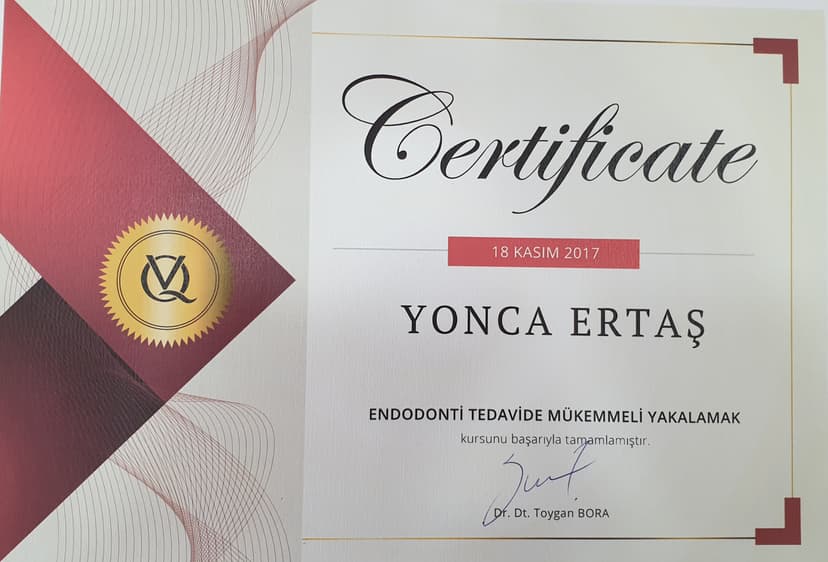 Certificate
18 KASIM 2017
YONCA ERTAŞ
ENDODONTİ TEDAVİDE MÜKEMMELİ YAKALAMAK
kursunu başarıyla tamamlamıştır.
Dr. Dt. Toygan BORA